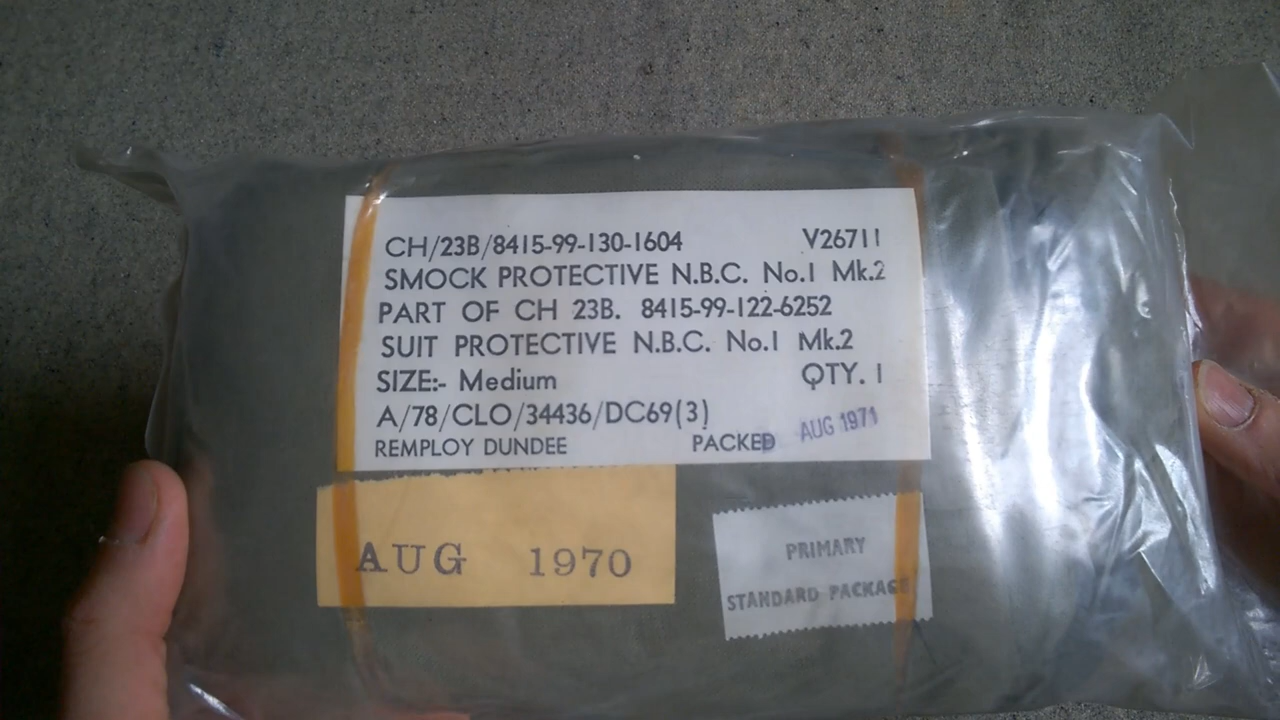 CH/23B/8415-99-130-1604 V26711
SMOCK PROTECTIVE N.B.C. No.1 Mk.2
PART OF CH 23B. 8415-99-122-6252
SUIT PROTECTIVE N.B.C. No.1 Mk.2
SIZE:- Medium QTY. 1
A/78/CLO/34436/DC69(3)
REMPLOY DUNDEE PACKED AUG 1971
AUG 1970
PRIMARY
STANDARD PACKAGE